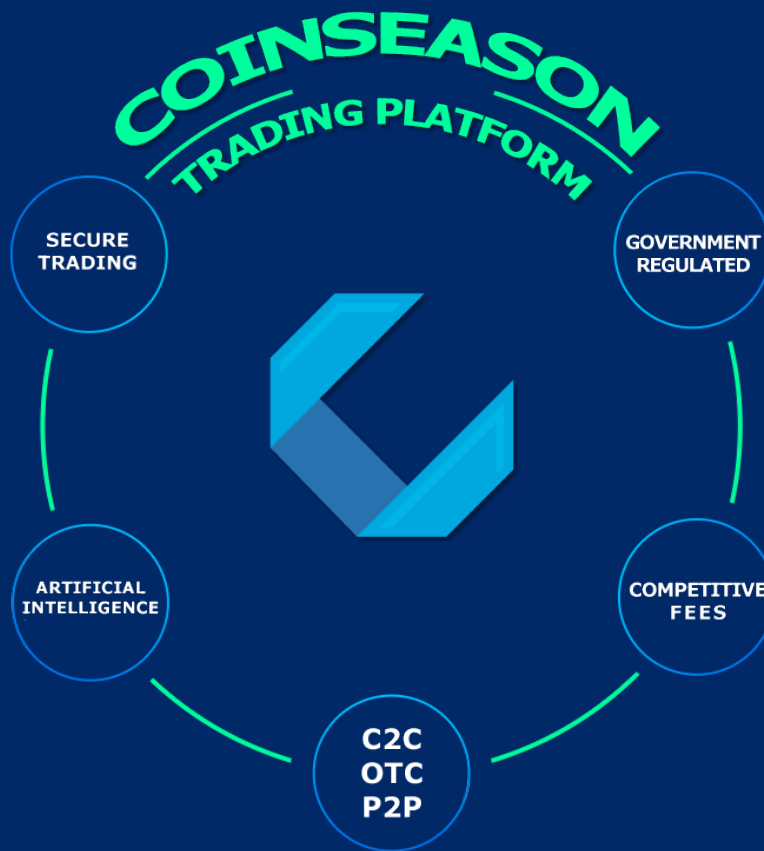 COINSEASON
TRADING PLATFORM
SECURE
TRADING
GOVERNMENT
REGULATED
ARTIFICIAL
INTELLIGENCE
COMPETITIVE
FEES
C2C
OTC
P2P